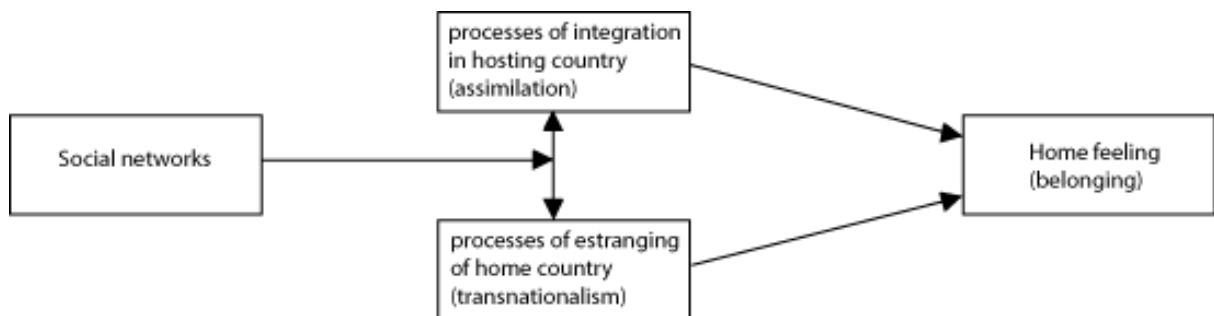 processes of integration
in hosting country
(assimilation)
Social networks
Home feeling
(belonging)
processes of estranging
of home country
(transnationalism)